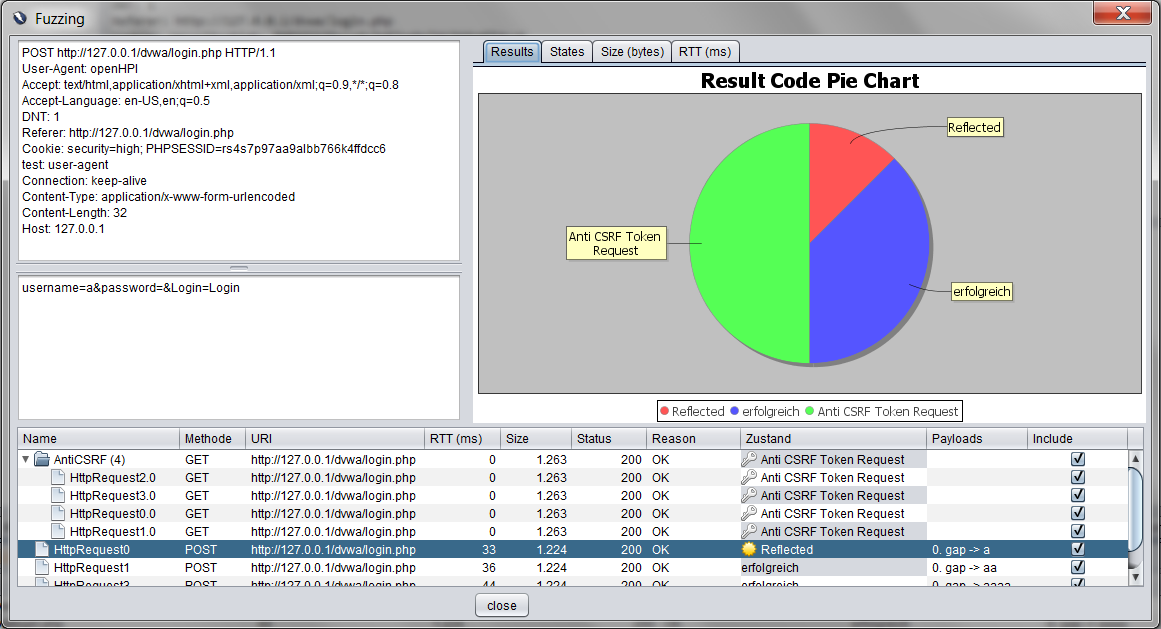 Fuzzing
POST http://127.0.0.1/dvwa/login.php HTTP/1.1
User-Agent: openHPI
Accept: text/html,application/xhtml+xml,application/xml;q=0.9,*/*;q=0.8
Accept-Language: en-US,en;q=0.5
DNT: 1
Referer: http://127.0.0.1/dvwa/login.php
Cookie: security=high; PHPSESSID=rs4s7p97aa9albb766k4ffdcc6
test: user-agent
Connection: keep-alive
Content-Type: application/x-www-form-urlencoded
Content-Length: 32
Host: 127.0.0.1
username=a&password=&Login=Login
Results States Size (bytes) RTT (ms)
Result Code Pie Chart
Reflected
Anti CSRF Token
Request
erfolgreich
Reflected erfolgreich Anti CSRF Token Request
Name Methode URI RTT (ms) Size Status Reason Zustand Payloads Include
AntiCSRF (4) GET http://127.0.0.1/dvwa/login.php 0 1.263 200 OK Anti CSRF Token Request
HttpRequest2.0 GET http://127.0.0.1/dvwa/login.php 0 1.263 200 OK Anti CSRF Token Request
HttpRequest3.0 GET http://127.0.0.1/dvwa/login.php 0 1.263 200 OK Anti CSRF Token Request
HttpRequest0.0 GET http://127.0.0.1/dvwa/login.php 0 1.263 200 OK Anti CSRF Token Request
HttpRequest1.0 GET http://127.0.0.1/dvwa/login.php 0 1.263 200 OK Anti CSRF Token Request
HttpRequest0 POST http://127.0.0.1/dvwa/login.php 33 1.224 200 OK Reflected 0. gap -> a
HttpRequest1 POST http://127.0.0.1/dvwa/login.php 36 1.224 200 OK erfolgreich 0. gap -> aa
HttpRequest3 POST http://127.0.0.1/dvwa/login.php 44 1.224 200 OK erfolgreich 0. gap -> aaaa
close